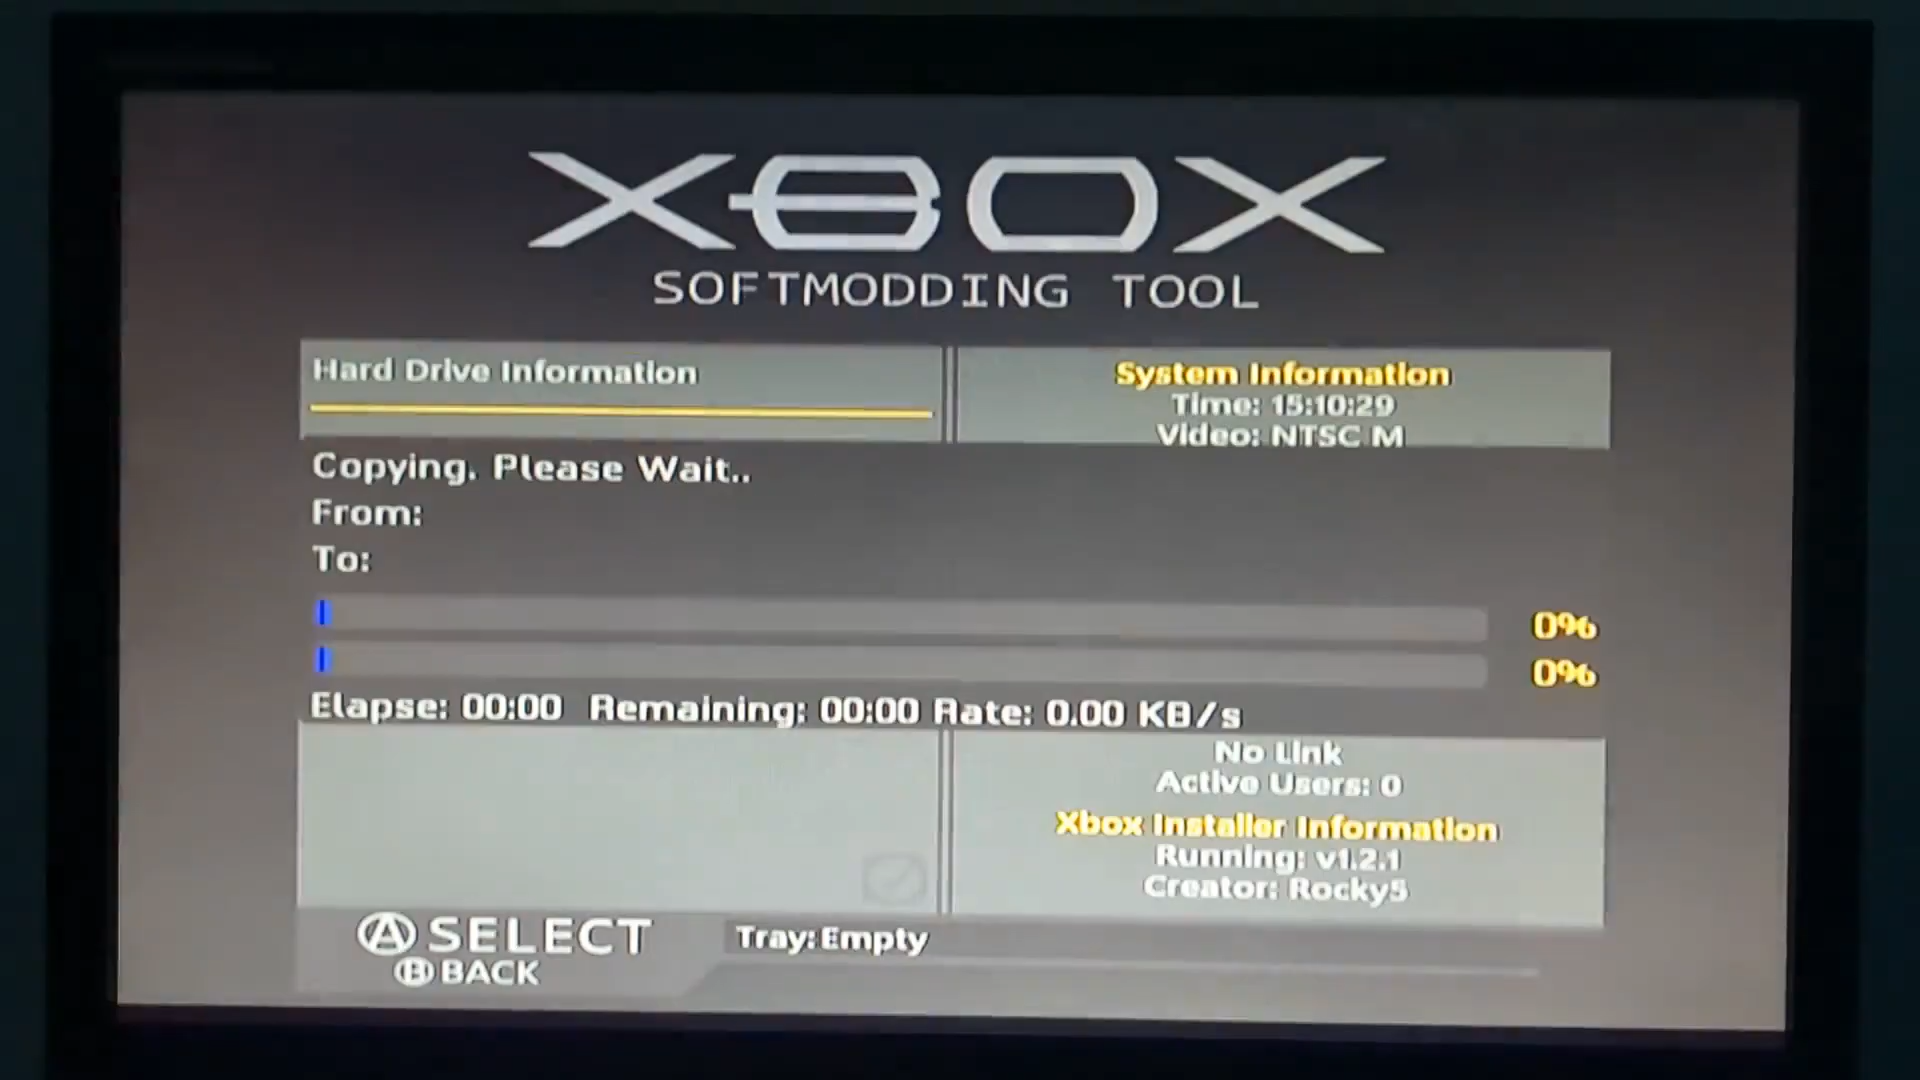 XBOX
SOFTMODDING TOOL
Hard Drive Information
System Information
Time: 15:10:29
Video: NTSC M
Copying. Please Wait..
From:
To:
0%
0%
Elapse: 00:00 Remaining: 00:00 Rate: 0.00 KB/s
No Link
Active Users: 0
Xbox Installer Information
Running: v1.2.1
Creator: Rocky5
A SELECT
B BACK
Tray: Empty